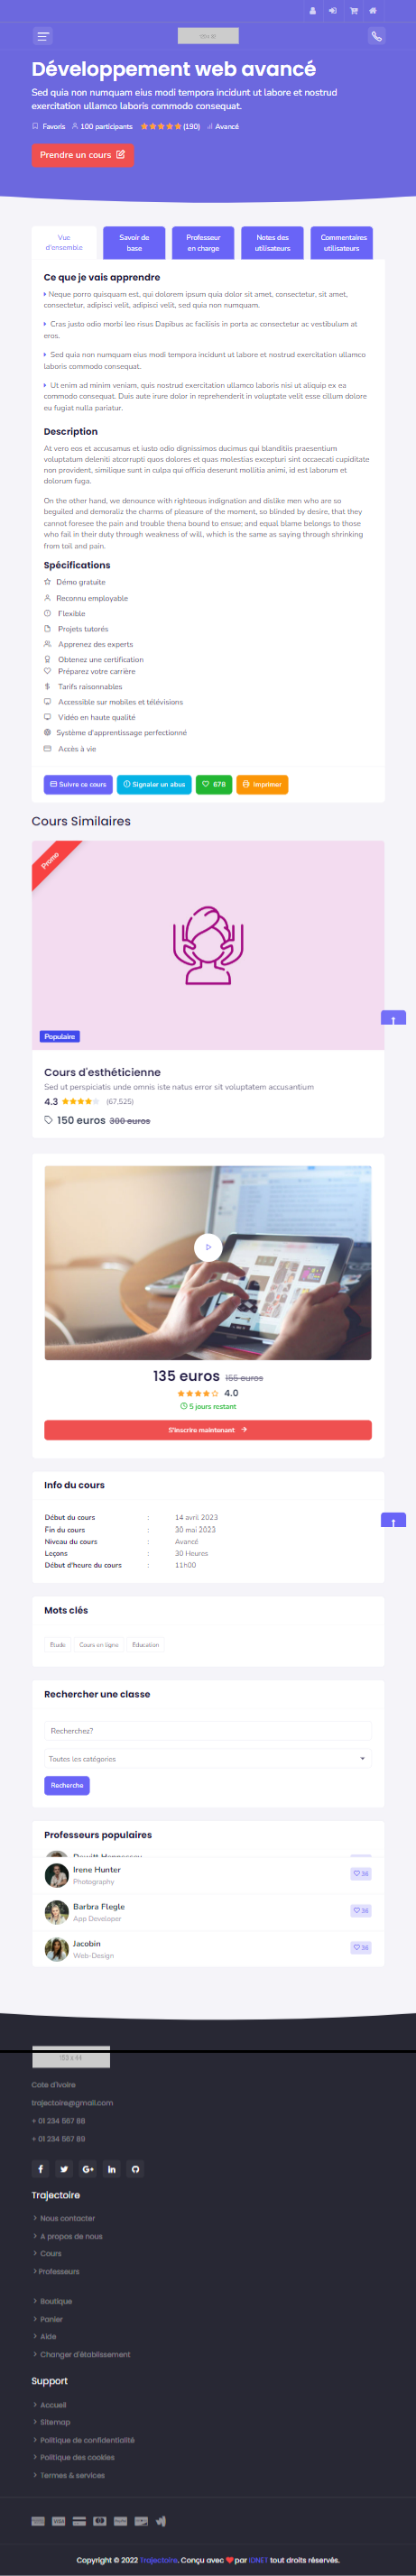 Développement web avancé
Sed quia non numquam eius modi tempora incidunt ut labore et nostrud
exercitation ullamco laboris commodo consequat.
Favoris 100 participants (190) Avancé
Prendre un cours
Vue
d'ensemble
Savoir de
base
Professeur
en charge
Notes des
utilisateurs
Commentaires
utilisateurs
Ce que je vais apprendre
Neque porro quisquam est, qui dolorem ipsum quia dolor sit amet, consectetur, sit amet,
consectetur, adipisci velit, adipisci velit, sed quia non numquam.
Cras justo odio morbi leo risus Dapibus ac facilisis in porta ac consectetur ac vestibulum at
eros.
Sed quia non numquam eius modi tempora incidunt ut labore et nostrud exercitation ullamco
laboris commodo consequat.
Ut enim ad minim veniam, quis nostrud exercitation ullamco laboris nisi ut aliquip ex ea
commodo consequat. Duis aute irure dolor in reprehenderit in voluptate velit esse cillum dolore
eu fugiat nulla pariatur.
Description
At vero eos et accusamus et iusto odio dignissimos ducimus qui blanditiis praesentium
voluptatum deleniti atcorrupti quos dolores et quas molestias excepturi sint occaecati cupiditate
non provident, similique sunt in culpa qui officia deserunt mollitia animi, id est laborum et
dolorum fuga.
On the other hand, we denounce with righteous indignation and dislike men who are so
beguiled and demoraliz the charms of pleasure of the moment, so blinded by desire, that they
cannot foresee the pain and trouble thena bound to ensue; and equal blame belongs to those
who fail in their duty through weakness of will, which is the same as saying through shrinking
from toil and pain.
Spécifications
Démo gratuite
Reconnu employable
Flexible
Projets tutorés
Apprenez des experts
Obtenez une certification
Préparez votre carrière
Tarifs raisonnables
Accessible sur mobiles et télévisions
Vidéo en haute qualité
Système d'apprentissage perfectionné
Accès à vie
Suivre ce cours
Signaler un abus
678
Imprimer
Cours Similaires
Promo
Populaire
Cours d'esthéticienne
Sed ut perspiciatis unde omnis iste natus error sit voluptatem accusantium
4.3 (67,525)
150 euros 300 euros
135 euros 155 euros
4.0
5 jours restant
S'inscrire maintenant
Info du cours
Début du cours : 14 avril 2023
Fin du cours : 30 mai 2023
Niveau du cours : Avancé
Leçons : 30 Heures
Début d'heure du cours : 11h00
Mots clés
Etude
Cours en ligne
Education
Rechercher une classe
Recherchez?
Toutes les catégories
Recherche
Professeurs populaires
Irene Hunter
Photography
36
Barbra Flegle
App Developer
36
Jacobin
Web-Design
36
Cote d'ivoire
trajectoire@gmail.com
+ 01 234 567 88
+ 01 234 567 89
Trajectoire
Nous contacter
A propos de nous
Cours
Professeurs
Boutique
Panier
Aide
Changer d'établissement
Support
Accueil
Sitemap
Politique de confidentialité
Politique des cookies
Termes & services
Copyright © 2022 Trajectoire. Conçu avec par IONET tout droits réservés.